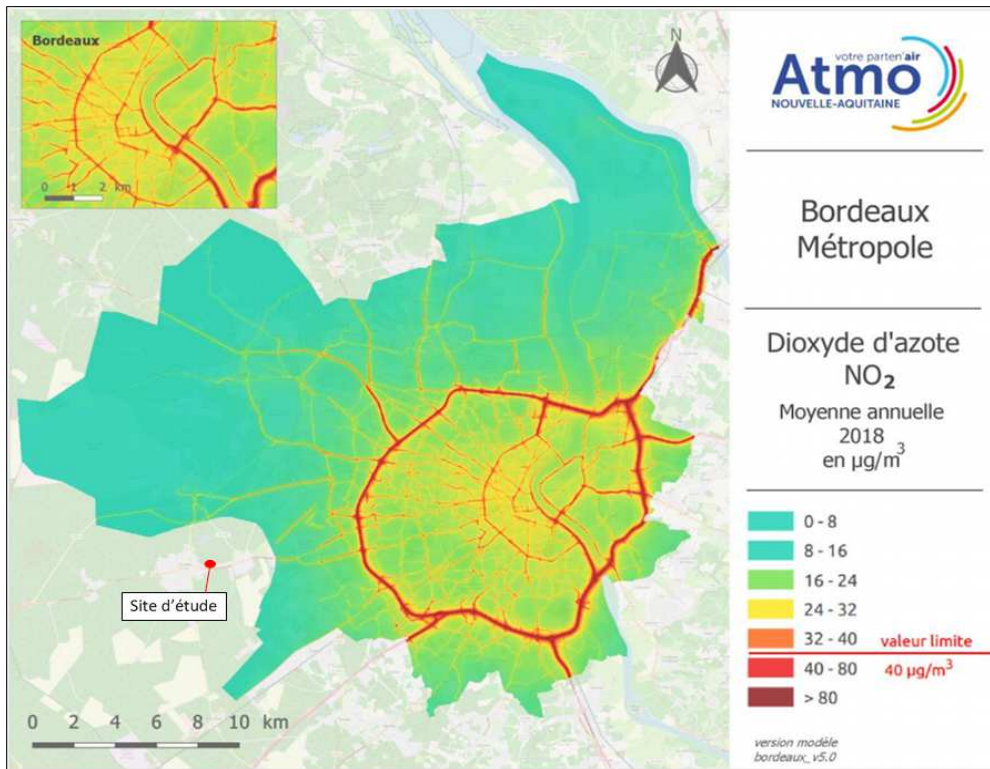 Bordeaux
0 1 2 km
N
Site d'étude
0 2 4 6 8 10 km
votre parten'air
Atmo
NOUVELLE-AQUITAINE
Bordeaux
Métropole
Dioxyde d'azote
NO₂
Moyenne annuelle
2018
en µg/m³
0 - 8
8 - 16
16 - 24
24 - 32
32 - 40 valeur limite
40 - 80 40 µg/m³
> 80
version modèle
bordeaux_v5.0